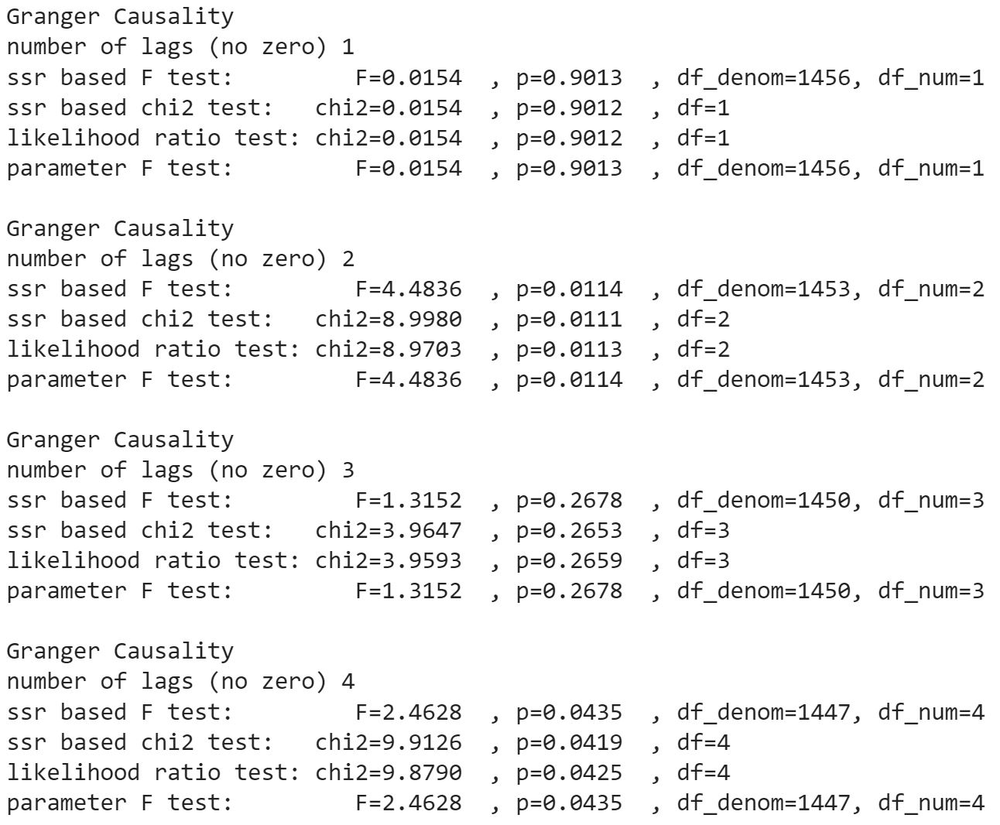 Granger Causality
number of lags (no zero) 1
ssr based F test:         F=0.0154  , p=0.9013  , df_denom=1456, df_num=1
ssr based chi2 test:   chi2=0.0154  , p=0.9012  , df=1
likelihood ratio test: chi2=0.0154  , p=0.9012  , df=1
parameter F test:         F=0.0154  , p=0.9013  , df_denom=1456, df_num=1

Granger Causality
number of lags (no zero) 2
ssr based F test:         F=4.4836  , p=0.0114  , df_denom=1453, df_num=2
ssr based chi2 test:   chi2=8.9980  , p=0.0111  , df=2
likelihood ratio test: chi2=8.9703  , p=0.0113  , df=2
parameter F test:         F=4.4836  , p=0.0114  , df_denom=1453, df_num=2

Granger Causality
number of lags (no zero) 3
ssr based F test:         F=1.3152  , p=0.2678  , df_denom=1450, df_num=3
ssr based chi2 test:   chi2=3.9647  , p=0.2653  , df=3
likelihood ratio test: chi2=3.9593  , p=0.2659  , df=3
parameter F test:         F=1.3152  , p=0.2678  , df_denom=1450, df_num=3

Granger Causality
number of lags (no zero) 4
ssr based F test:         F=2.4628  , p=0.0435  , df_denom=1447, df_num=4
ssr based chi2 test:   chi2=9.9126  , p=0.0419  , df=4
likelihood ratio test: chi2=9.8790  , p=0.0425  , df=4
parameter F test:         F=2.4628  , p=0.0435  , df_denom=1447, df_num=4